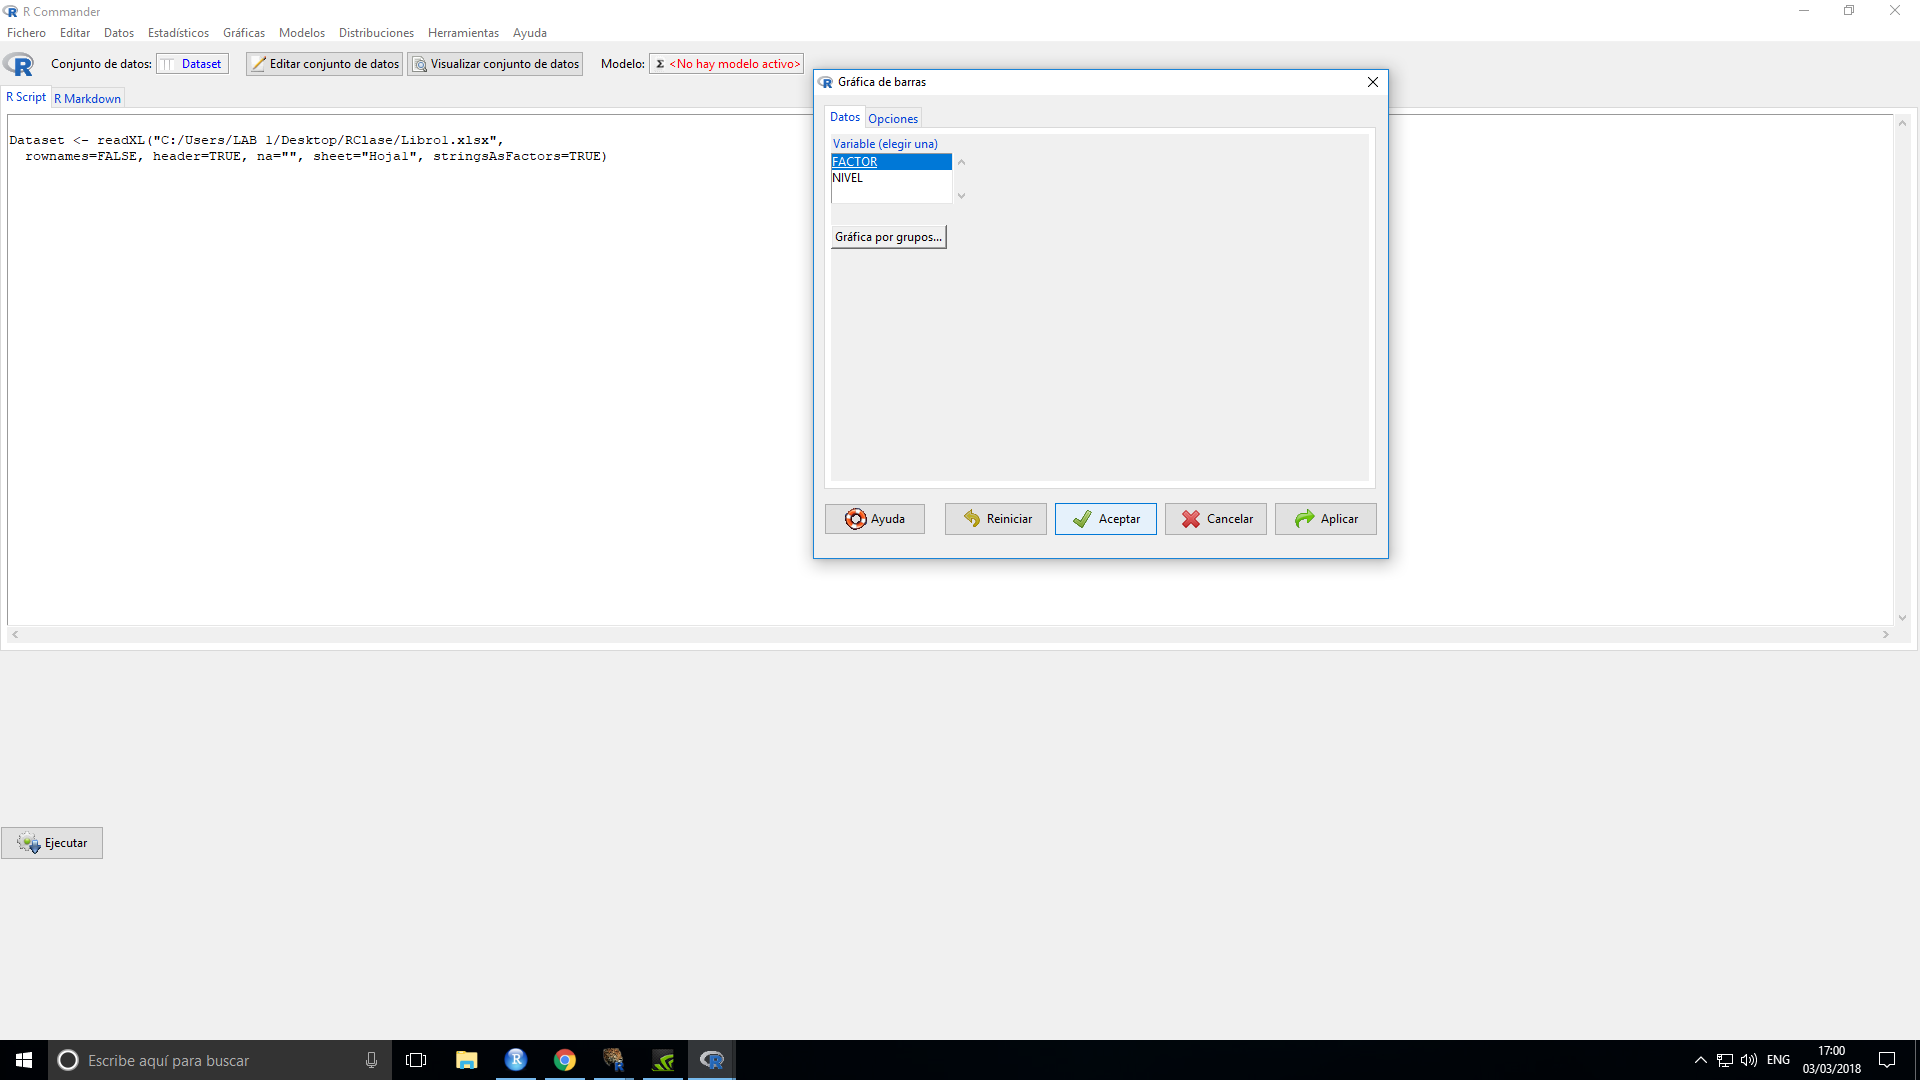 R Commander
Fichero Editar Datos Estadísticos Gráficas Modelos Distribuciones Herramientas Ayuda
Conjunto de datos: Dataset Editar conjunto de datos Visualizar conjunto de datos Modelo: Σ <No hay modelo activo>
R Script R Markdown
Dataset <- readXL("C:/Users/LAB 1/Desktop/RClase/Libro1.xlsx",
rownames=FALSE, header=TRUE, na="", sheet="Hoja1", stringsAsFactors=TRUE)
Gráfica de barras
Datos Opciones
Variable (elegir una)
FACTOR
NIVEL
Gráfica por grupos...
Ayuda Reiniciar Aceptar Cancelar Aplicar
Ejecutar
Escribe aquí para buscar
ENG
17:00
03/03/2018